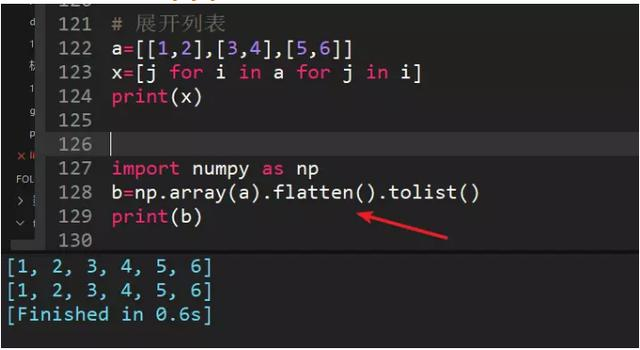 121 # 展开列表
122 a=[[1,2],[3,4],[5,6]]
123 x=[j for i in a for j in i]
124 print(x)
125
126
127 import numpy as np
128 b=np.array(a).flatten().tolist()
129 print(b)
130
FOL
[1, 2, 3, 4, 5, 6]
[1, 2, 3, 4, 5, 6]
[Finished in 0.6s]